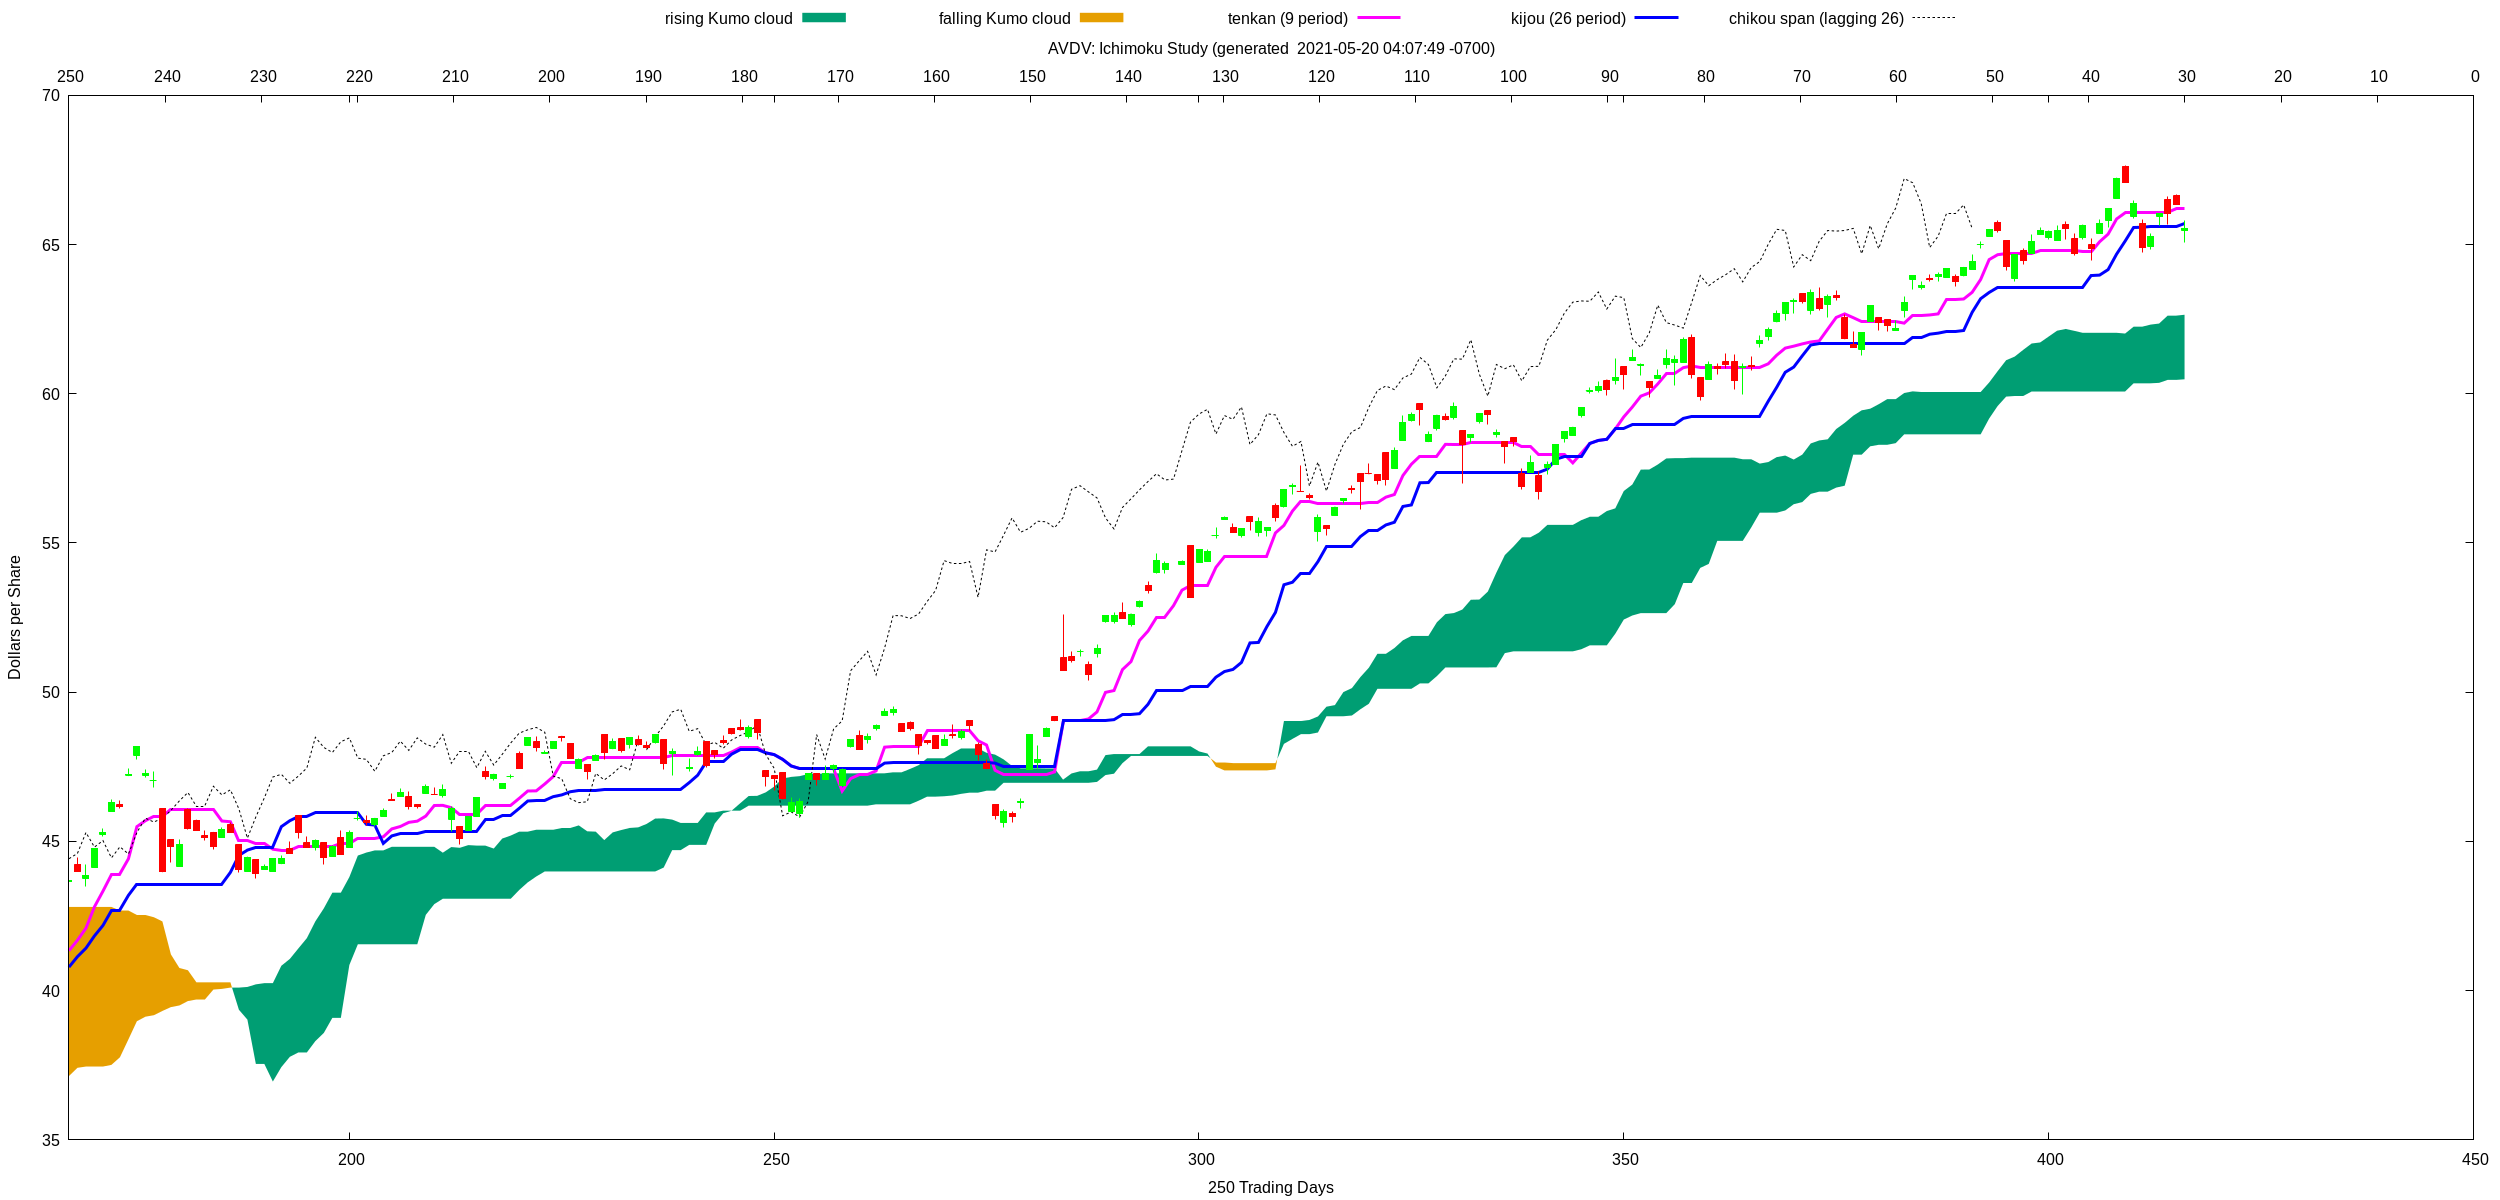 rising Kumo cloud falling Kumo cloud tenkan (9 period) kijou (26 period) chikou span (lagging 26)
AVDV: Ichimoku Study (generated  2021-05-20 04:07:49 -0700)
250 240 230 220 210 200 190 180 170 160 150 140 130 120 110 100 90 80 70 60 50 40 30 20 10 0
70
65
60
55
50
45
40
35
Dollars per Share
200 250 300 350 400 450
250 Trading Days